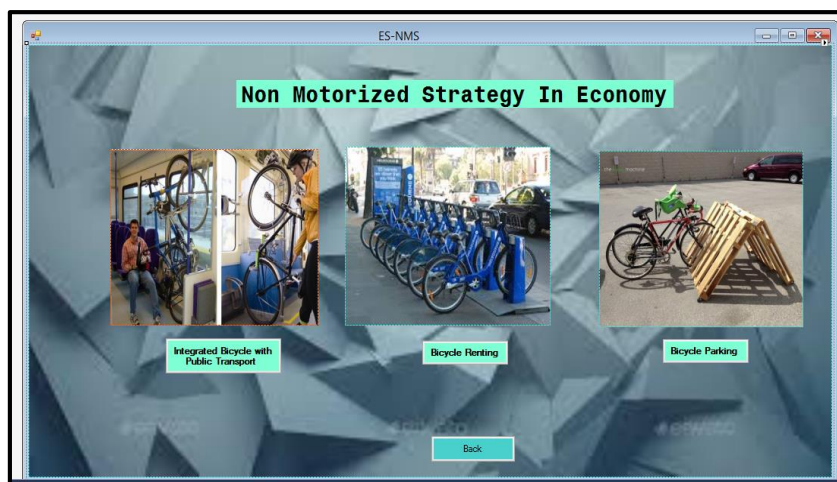 ES-NMS
Non Motorized Strategy In Economy
Integrated Bicycle with
Public Transport
Bicycle Renting
Bicycle Parking
Back